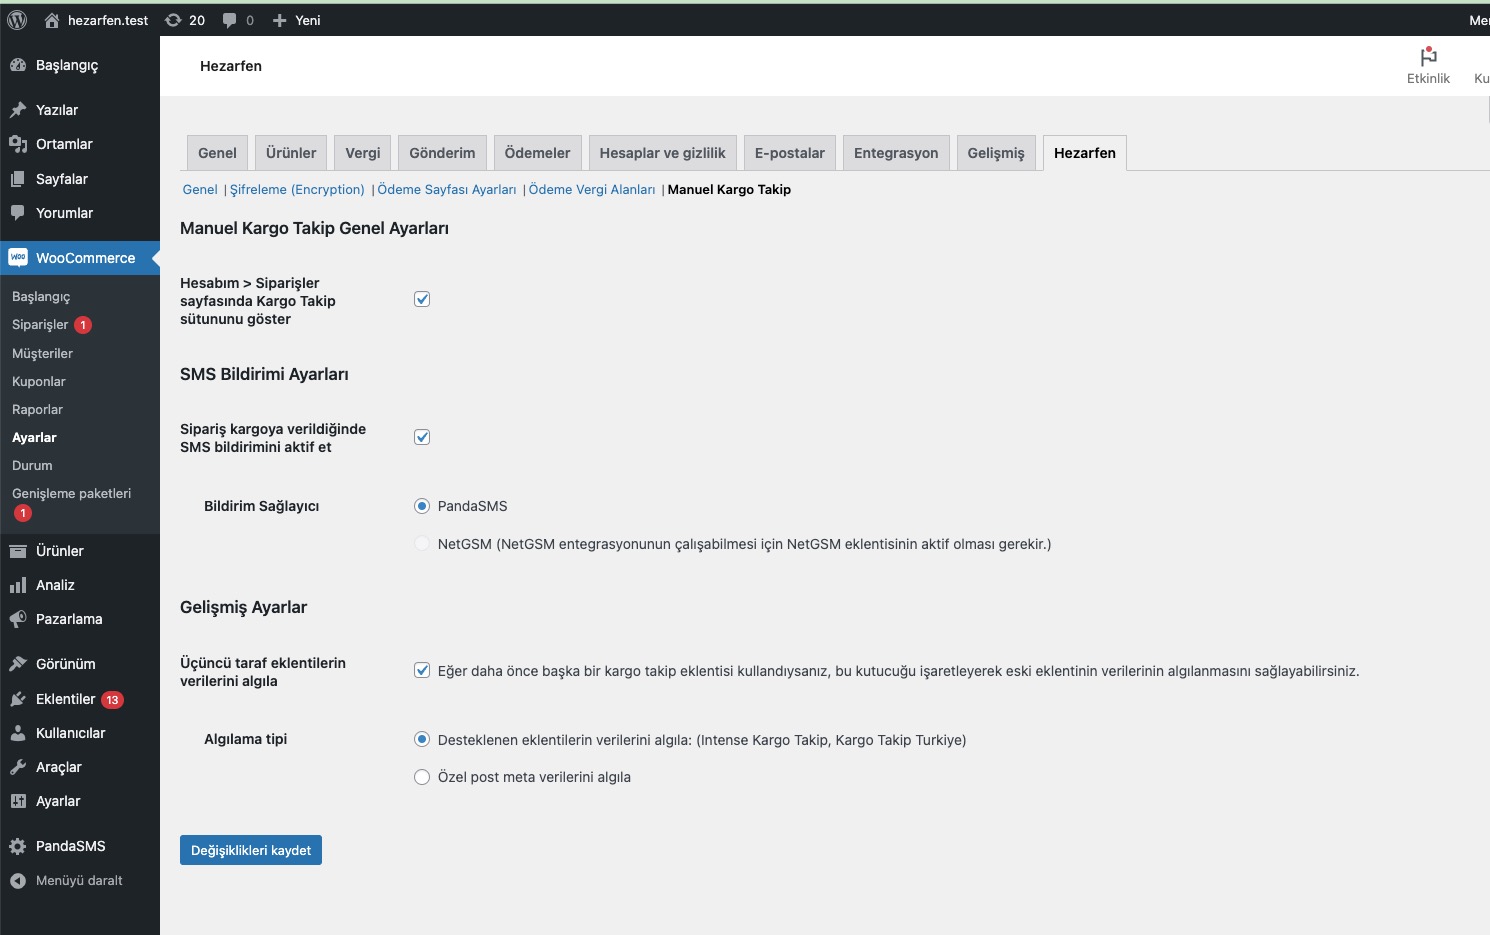 hezarfen.test
20
0
Yeni
Mer
Başlangıç
Yazılar
Ortamlar
Sayfalar
Yorumlar
WooCommerce
Başlangıç
Siparişler 1
Müşteriler
Kuponlar
Raporlar
Ayarlar
Durum
Genişleme paketleri
1
Ürünler
Analiz
Pazarlama
Görünüm
Eklentiler 13
Kullanıcılar
Araçlar
Ayarlar
PandaSMS
Menüyü daralt
Hezarfen
Etkinlik
Ku
Genel Ürünler Vergi Gönderim Ödemeler Hesaplar ve gizlilik E-postalar Entegrasyon Gelişmiş Hezarfen
Genel | Şifreleme (Encryption) | Ödeme Sayfası Ayarları | Ödeme Vergi Alanları | Manuel Kargo Takip
Manuel Kargo Takip Genel Ayarları
Hesabım > Siparişler
sayfasında Kargo Takip
sütununu göster
SMS Bildirimi Ayarları
Sipariş kargoya verildiğinde
SMS bildirimini aktif et
Bildirim Sağlayıcı
PandaSMS
NetGSM (NetGSM entegrasyonunun çalışabilmesi için NetGSM eklentisinin aktif olması gerekir.)
Gelişmiş Ayarlar
Üçüncü taraf eklentilerin
verilerini algıla
Eğer daha önce başka bir kargo takip eklentisi kullandıysanız, bu kutucuğu işaretleyerek eski eklentinin verilerinin algılanmasını sağlayabilirsiniz.
Algılama tipi
Desteklenen eklentilerin verilerini algıla: (Intense Kargo Takip, Kargo Takip Turkiye)
Özel post meta verilerini algıla
Değişiklikleri kaydet